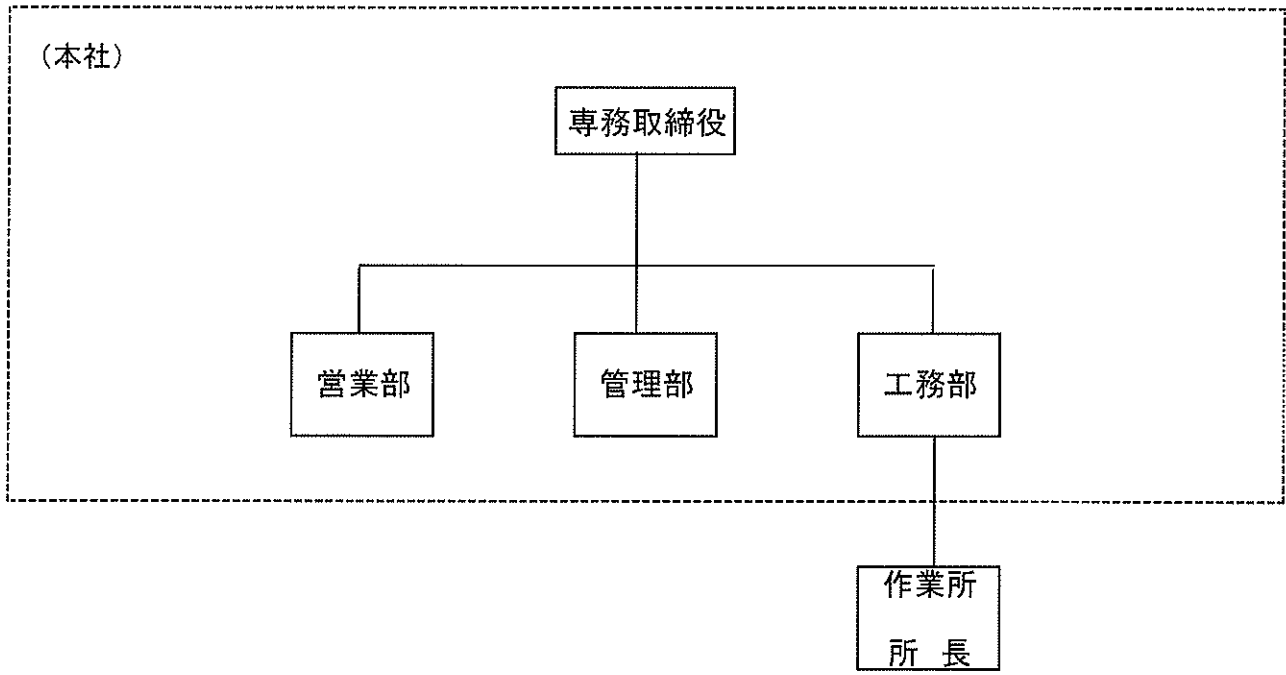 （本社）
専務取締役
営業部
管理部
工務部
作業所
所 長